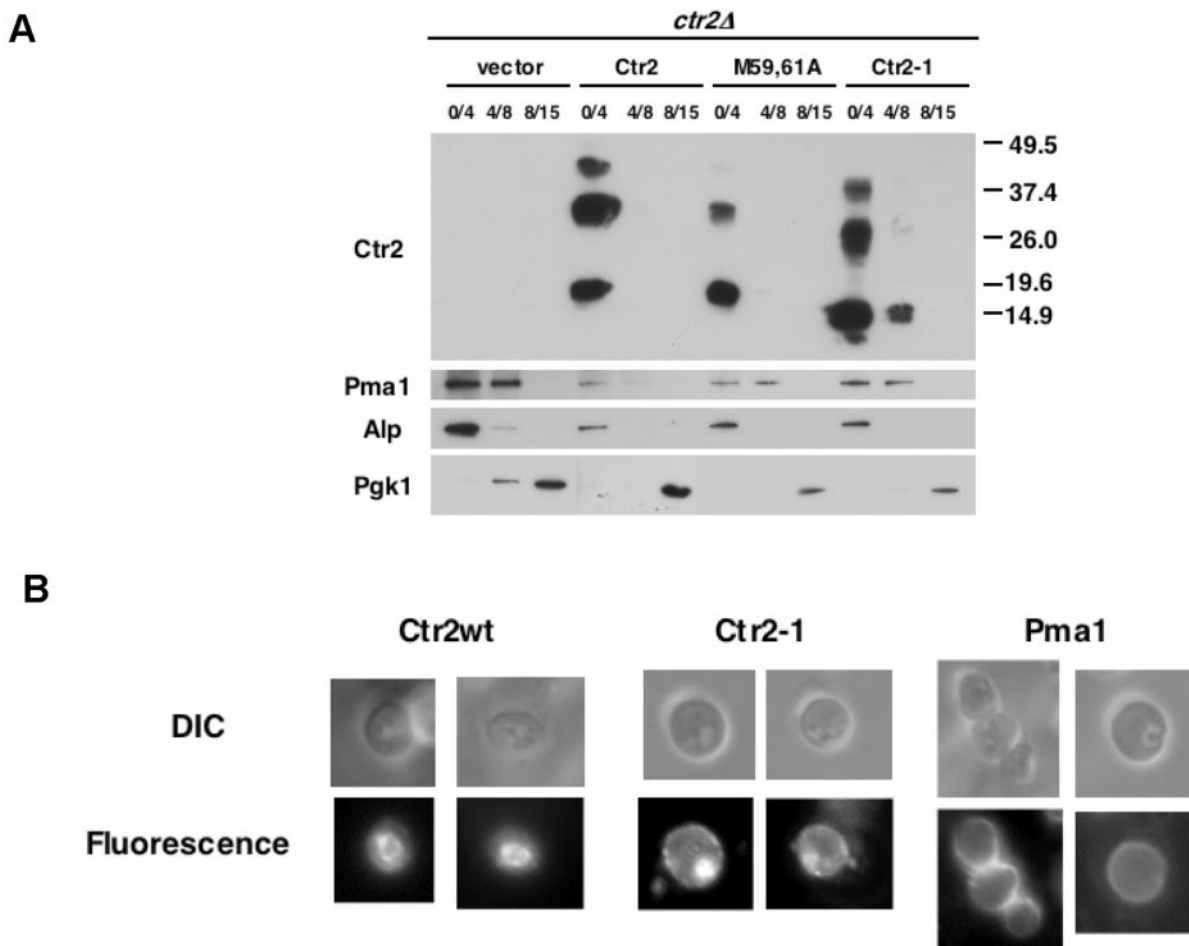 A
ctr2Δ
vector Ctr2 M59,61A Ctr2-1
0/4 4/8 8/15 0/4 4/8 8/15 0/4 4/8 8/15 0/4 4/8 8/15
49.5
37.4
26.0
19.6
14.9
Ctr2
Pma1
Alp
Pgk1
B
Ctr2wt Ctr2-1 Pma1
DIC
Fluorescence